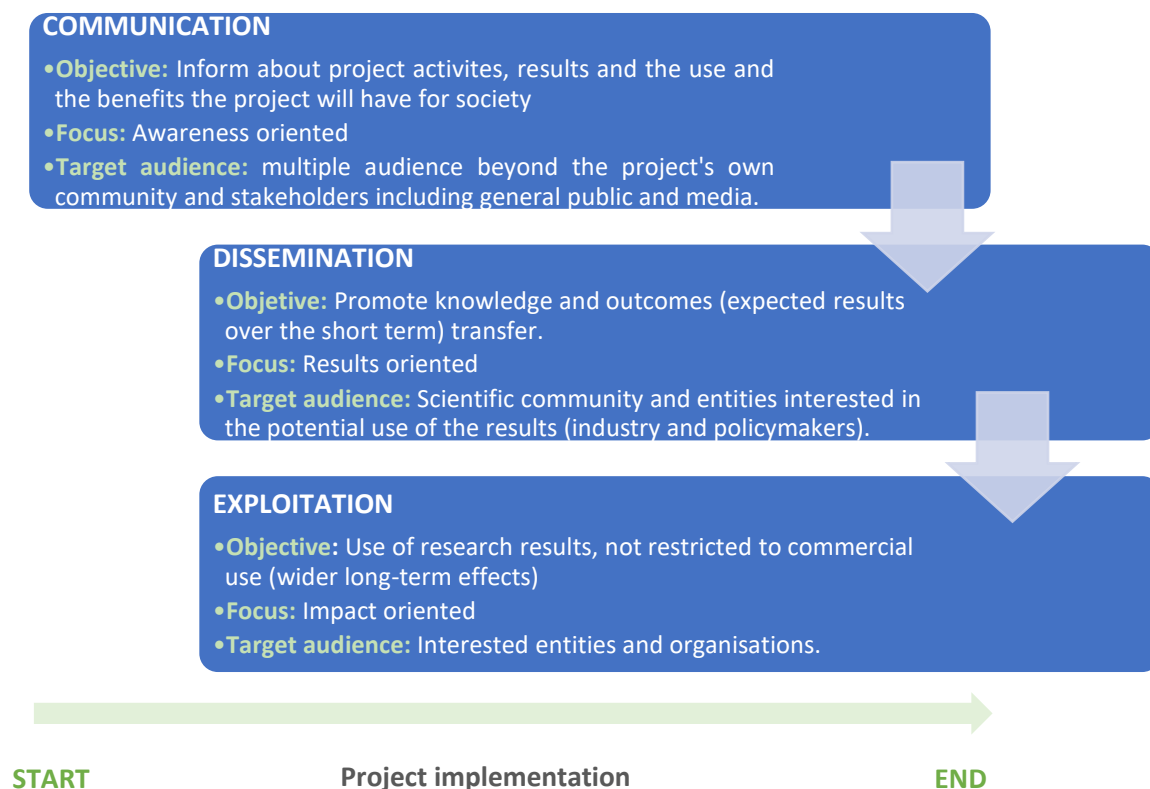 COMMUNICATION
•Objective: Inform about project activites, results and the use and
the benefits the project will have for society
•Focus: Awareness oriented
•Target audience: multiple audience beyond the project's own
community and stakeholders including general public and media.
DISSEMINATION
•Objetive: Promote knowledge and outcomes (expected results
over the short term) transfer.
•Focus: Results oriented
•Target audience: Scientific community and entities interested in
the potential use of the results (industry and policymakers).
EXPLOITATION
•Objective: Use of research results, not restricted to commercial
use (wider long-term effects)
•Focus: Impact oriented
•Target audience: Interested entities and organisations.
START Project implementation END